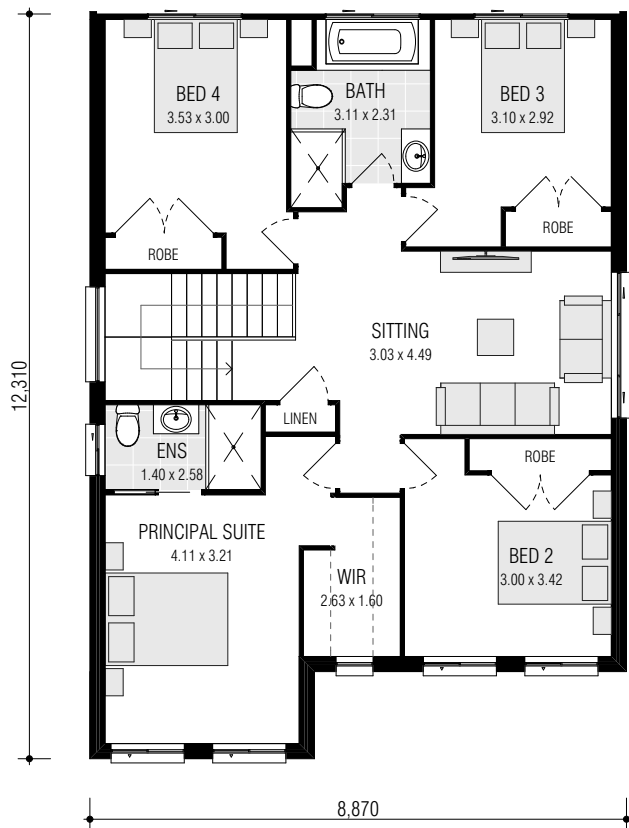 BED 4
3.53 x 3.00
BATH
3.11 x 2.31
BED 3
3.10 x 2.92
ROBE
ROBE
SITTING
3.03 x 4.49
12,310
LINEN
ENS
1.40 x 2.58
ROBE
PRINCIPAL SUITE
4.11 x 3.21
BED 2
3.00 x 3.42
WIR
2.63 x 1.60
8,870